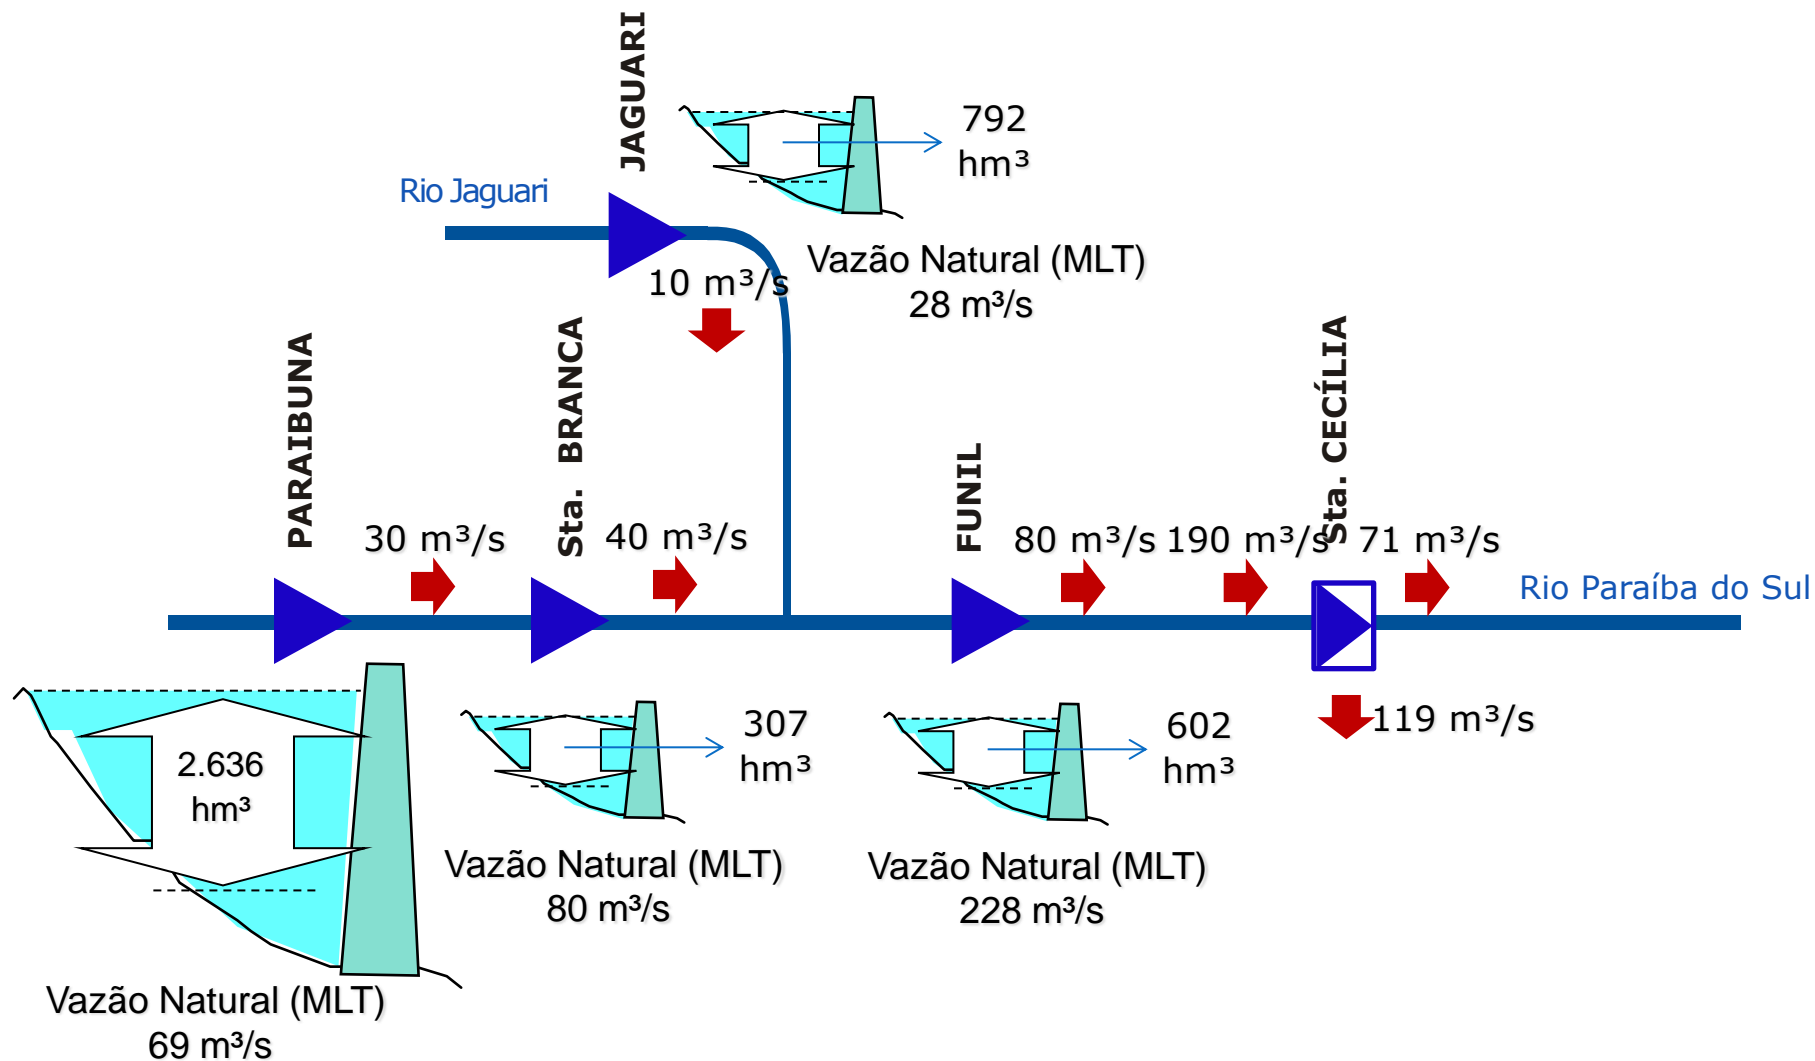 JAGUARI
792
hm³
Rio Jaguari
Vazão Natural (MLT)
28 m³/s
10 m³/s
PARAIBUNA
Sta. BRANCA
FUNIL
Sta. CECÍLIA
30 m³/s
40 m³/s
80 m³/s
190 m³/s
71 m³/s
Rio Paraíba do Sul
119 m³/s
2.636
hm³
307
hm³
602
hm³
Vazão Natural (MLT)
80 m³/s
Vazão Natural (MLT)
228 m³/s
Vazão Natural (MLT)
69 m³/s